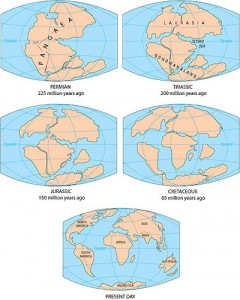 PANGAEA
PERMIAN
225 million years ago
LAURASIA
TETHYS
SEA
GONDWANALAND
TRIASSIC
200 million years ago
JURASSIC
150 million years ago
CRETACEOUS
65 million years ago
NORTH
AMERICA
ASIA
AFRICA
INDIA
SOUTH
AMERICA
AUSTRALIA
ANTARCTICA
PRESENT DAY